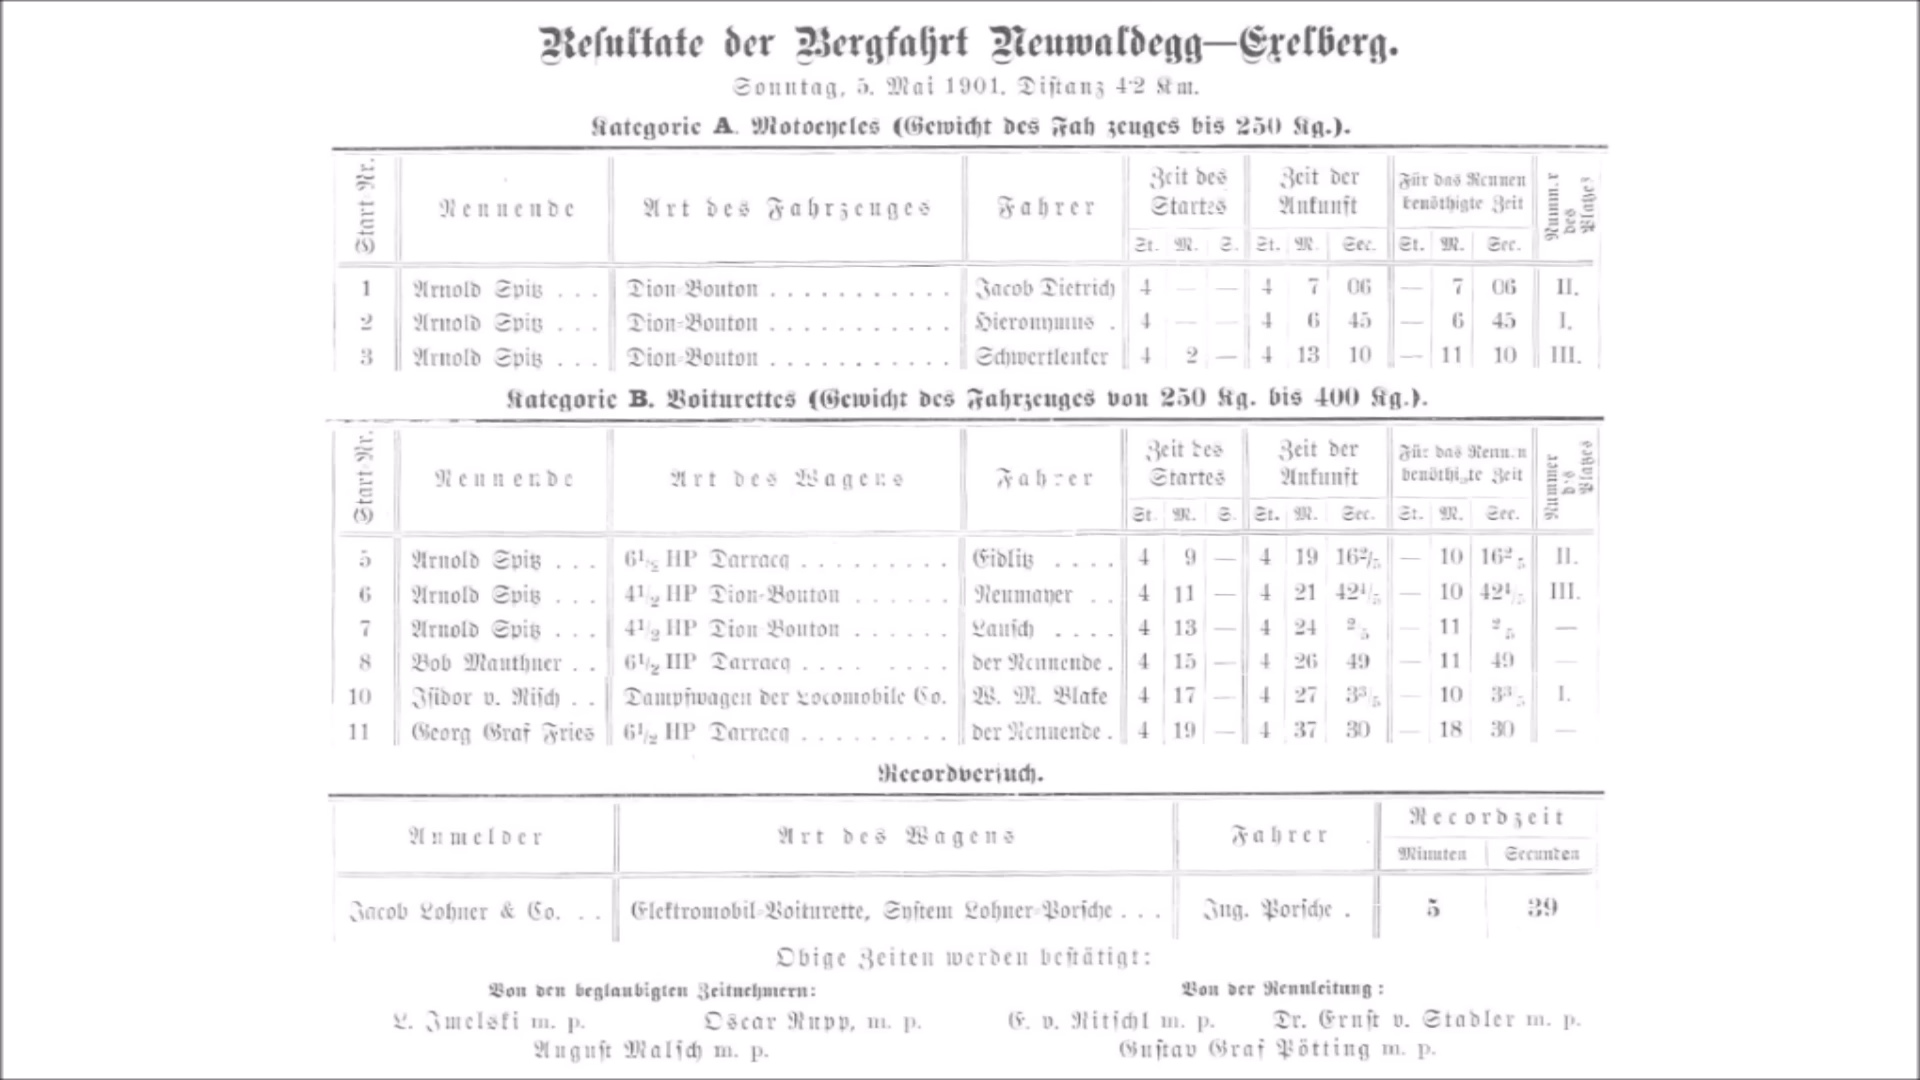 Resultate der Bergfahrt Neuwaldegg—Exelberg.
Sonntag, 5. Mai 1901. Distanz 4·2 Km.
Kategorie A. Motocycles (Gewicht des Fah zeuges bis 250 Kg.).
Start-Nr. Rennende Art des Fahrzeuges Fahrer Zeit des Startes Zeit der Ankunft Für das Rennen benöthigte Zeit Numm.r des Platzes
St. M. S. St. M. Sec. St. M. Sec.
1 Arnold Spitz . . . Dion-Bouton . . . . . . . . . . . Jacob Dietrich 4 — — 4 7 06 — 7 06 II.
2 Arnold Spitz . . . Dion-Bouton . . . . . . . . . . . Hieronymus . 4 — — 4 6 45 — 6 45 I.
3 Arnold Spitz . . . Dion-Bouton . . . . . . . . . . . Schwertlenker 4 2 — 4 13 10 — 11 10 III.
Kategorie B. Voiturettes (Gewicht des Fahrzeuges von 250 Kg. bis 400 Kg.).
Start-Nr. Rennende Art des Wagens Fahrer Zeit des Startes Zeit der Ankunft Für das Renn.n benöthi.te Zeit Nummer d.s Platzes
St. M. S. St. M. Sec. St. M. Sec.
5 Arnold Spitz . . . 6½ HP Darracq . . . . . . . . . Eidlitz . . . . 4 9 — 4 19 16²/₅ — 10 16²/₅ II.
6 Arnold Spitz . . . 4½ HP Dion-Bouton . . . . . . Neumayer . . 4 11 — 4 21 42¹/₅ — 10 42¹/₅ III.
7 Arnold Spitz . . . 4½ HP Dion-Bouton . . . . . . Lausch . . . . 4 13 — 4 24 ²/₅ — 11 ²/₅ —
8 Bob Mauthner . . 6½ HP Darracq . . . . . . . . der Rennende . 4 15 — 4 26 49 — 11 49 —
10 Isidor v. Risch . . Dampfwagen der Locomobile Co. W. M. Blake 4 17 — 4 27 3³/₅ — 10 3³/₅ I.
11 Georg Graf Fries 6½ HP Darracq . . . . . . . . . der Rennende . 4 19 — 4 37 30 — 18 30 —
Recordversuch.
Anmelder Art des Wagens Fahrer Recordzeit
Minuten Secunden
Jacob Lohner & Co. . . Elektromobil-Voiturette, System Lohner-Porsche . . . Ing. Porsche . 5 39
Obige Zeiten werden bestätigt:
Von den beglaubigten Zeitnehmern: Von der Rennleitung:
L. Imelski m. p. Oscar Rupp, m. p. E. v. Ritschl m. p. Dr. Ernst v. Stadler m. p.
August Malsch m. p. Gustav Graf Pötting m. p.